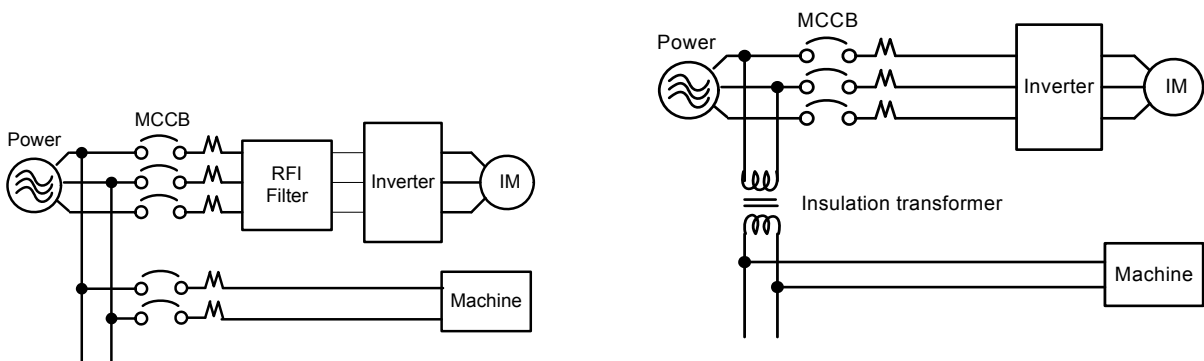 MCCB
Power
RFI
Filter
Inverter
IM
Machine
MCCB
Power
Inverter
IM
Insulation transformer
Machine